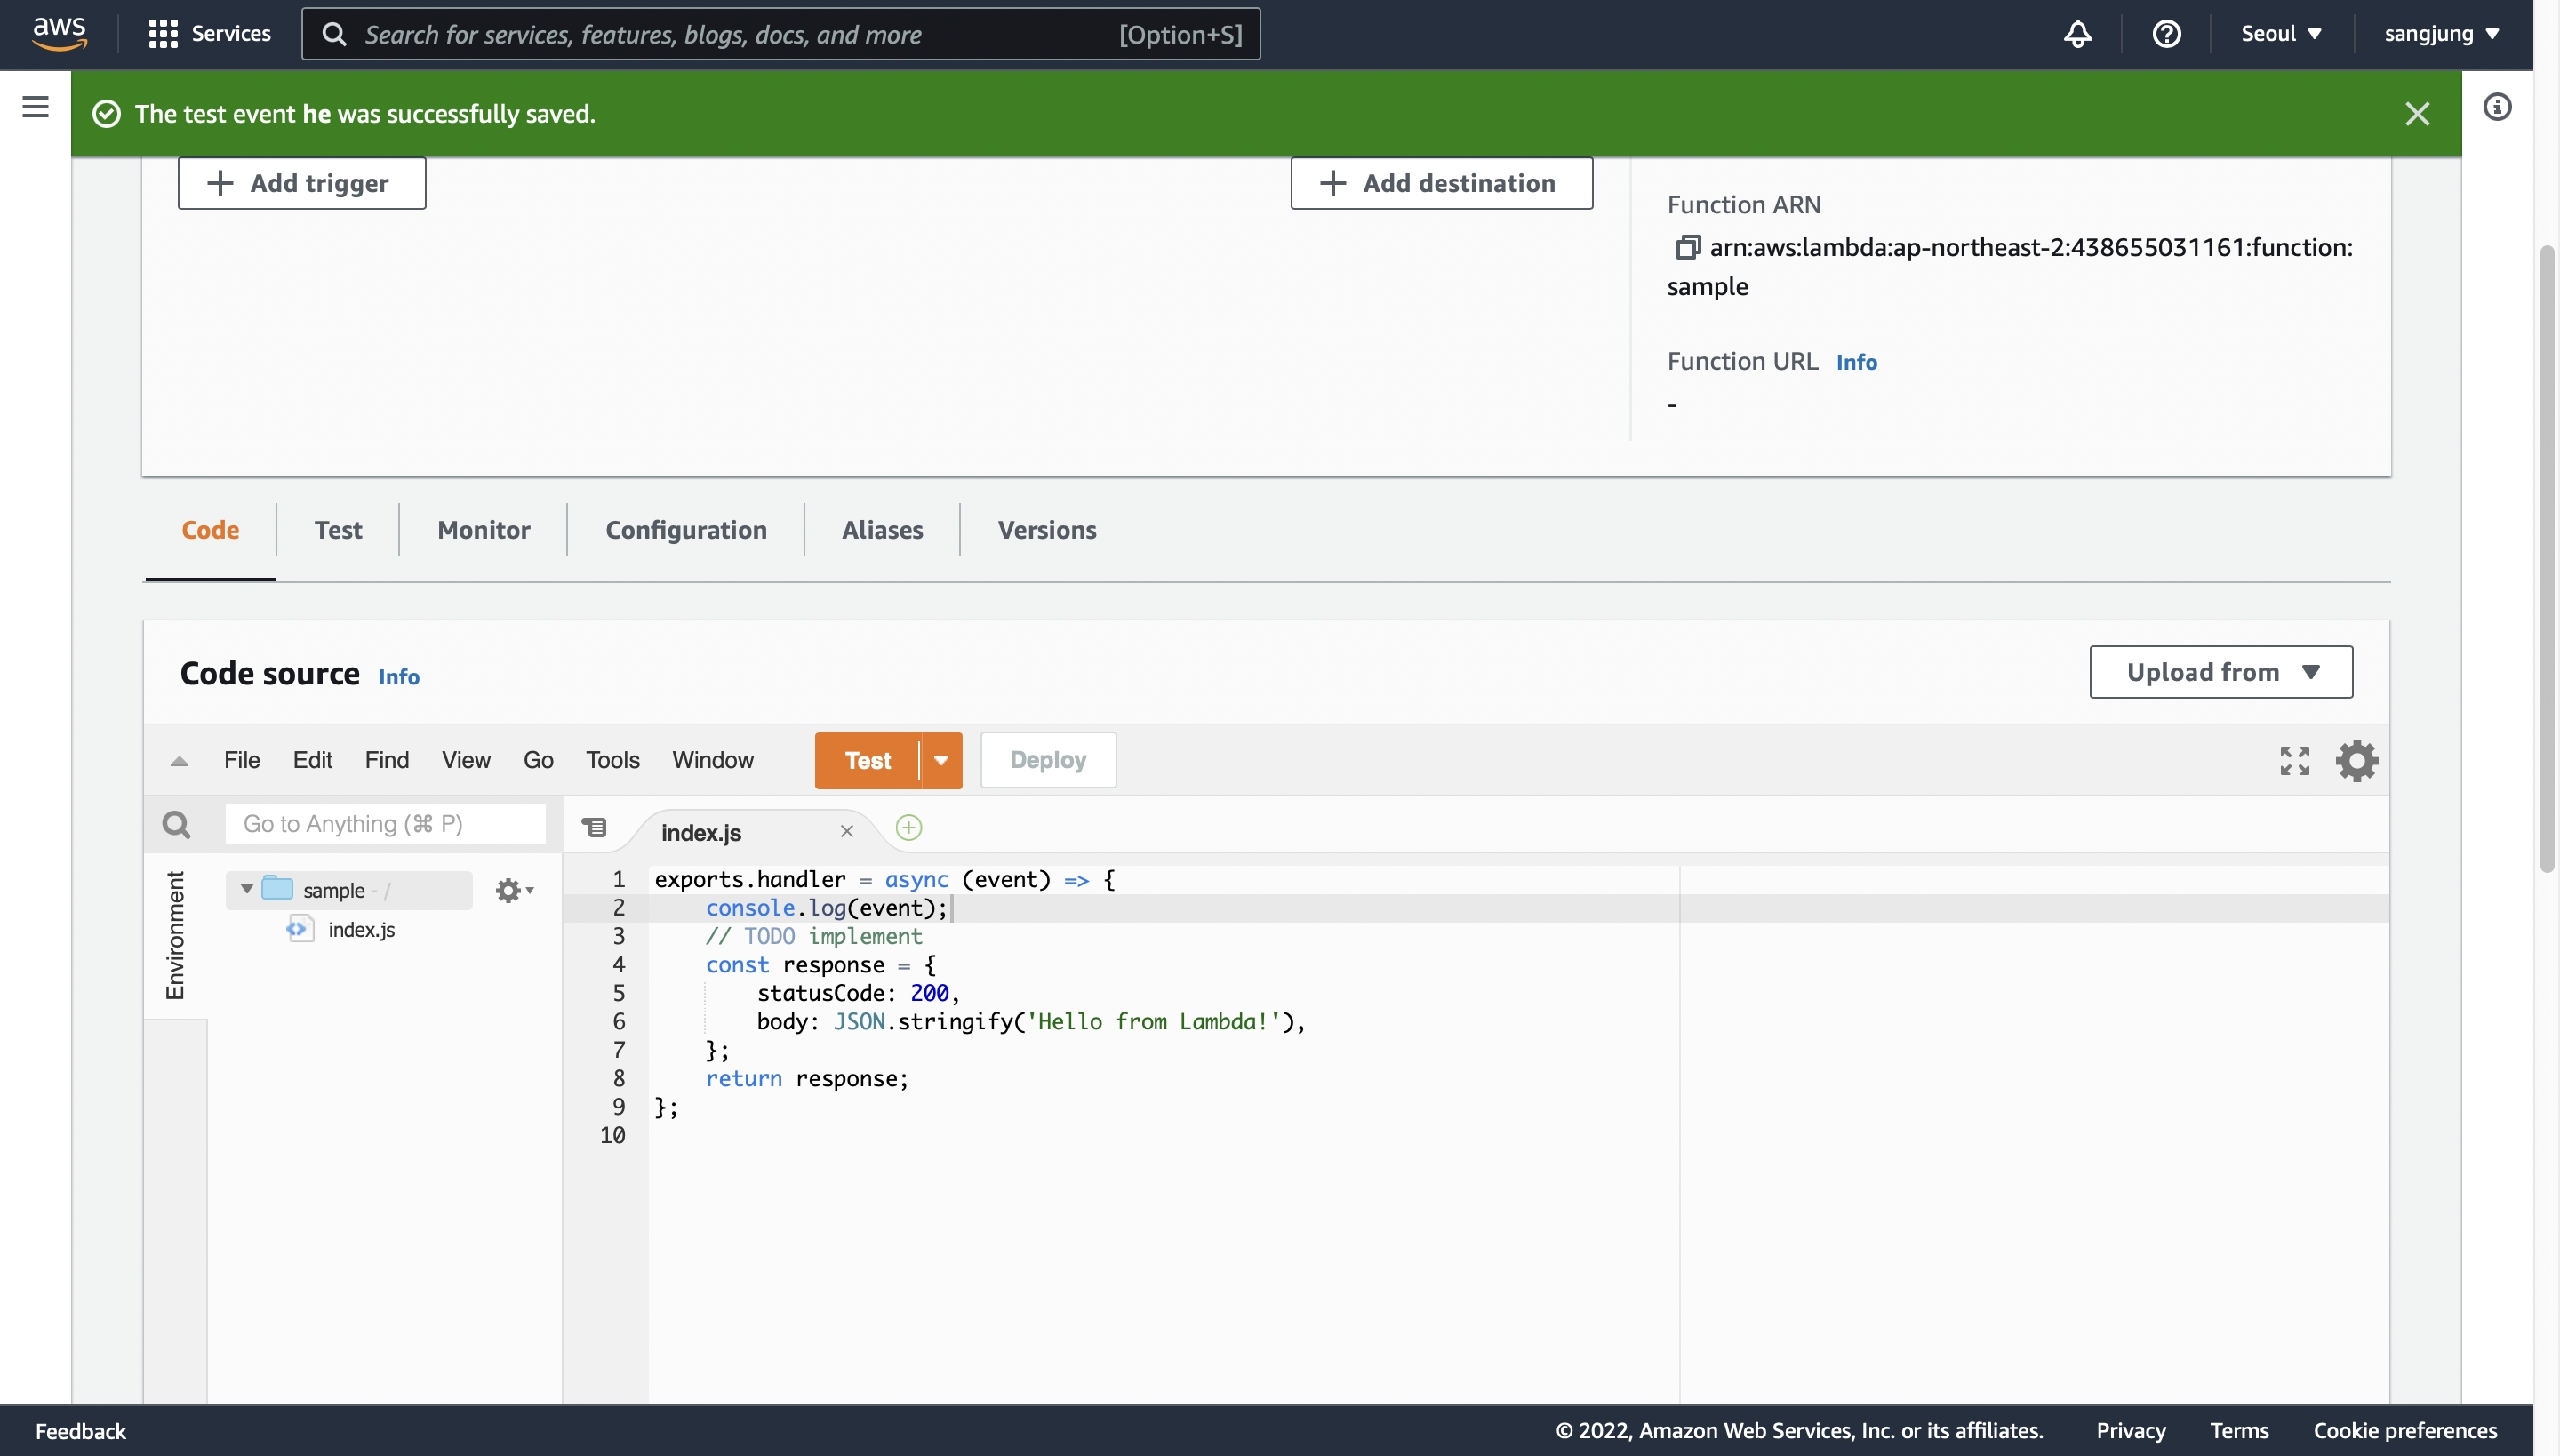 aws
Services
Search for services, features, blogs, docs, and more
[Option+S]
Seoul ▼
sangjung ▼
The test event he was successfully saved.
Add trigger
Add destination
Function ARN
arn:aws:lambda:ap-northeast-2:438655031161:function:
sample
Function URL Info
-
Code
Test
Monitor
Configuration
Aliases
Versions
Code source Info
Upload from ▼
File
Edit
Find
View
Go
Tools
Window
Test
Deploy
Go to Anything (⌘ P)
index.js
Environment
sample - /
index.js
1 exports.handler = async (event) => {
2     console.log(event);
3     // TODO implement
4     const response = {
5         statusCode: 200,
6         body: JSON.stringify('Hello from Lambda!'),
7     };
8     return response;
9 };
10
Feedback
© 2022, Amazon Web Services, Inc. or its affiliates.
Privacy
Terms
Cookie preferences